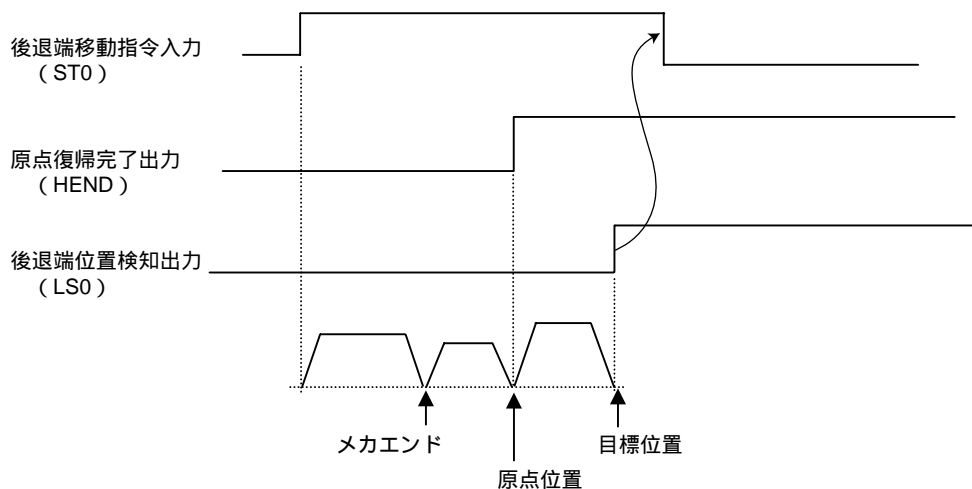 後退端移動指令入力
（ST0）
原点復帰完了出力
（HEND）
後退端位置検知出力
（LS0）
メカエンド
目標位置
原点位置